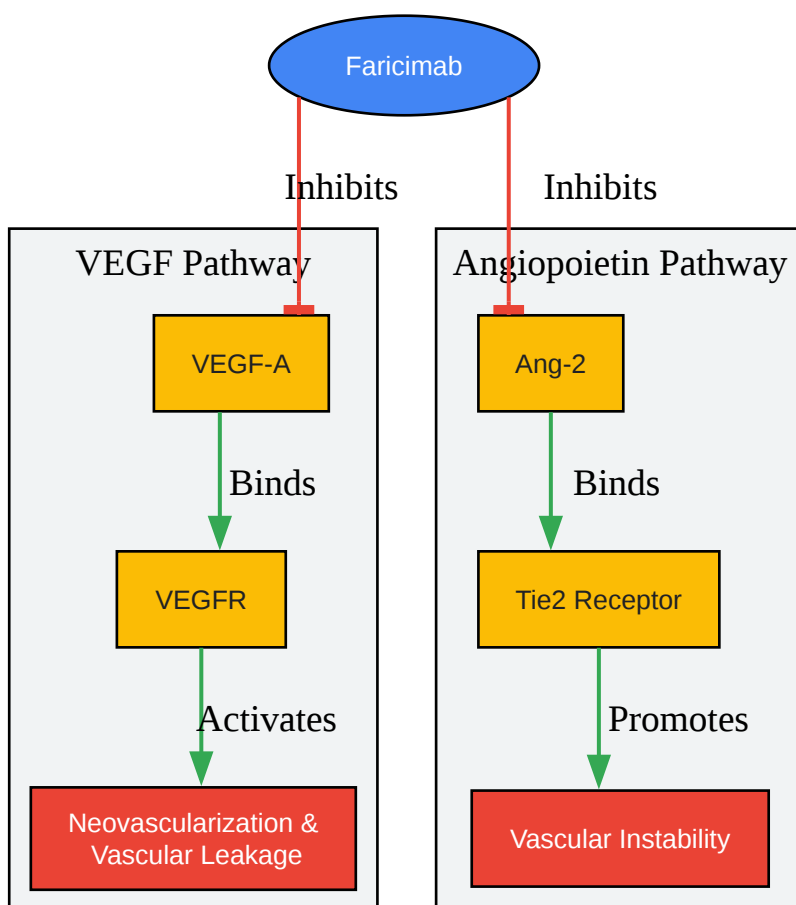 Faricimab
Inhibits
Inhibits
VEGF Pathway
Angiopoietin Pathway
VEGF-A
Ang-2
Binds
Binds
VEGFR
Tie2 Receptor
Activates
Promotes
Neovascularization &
Vascular Leakage
Vascular Instability